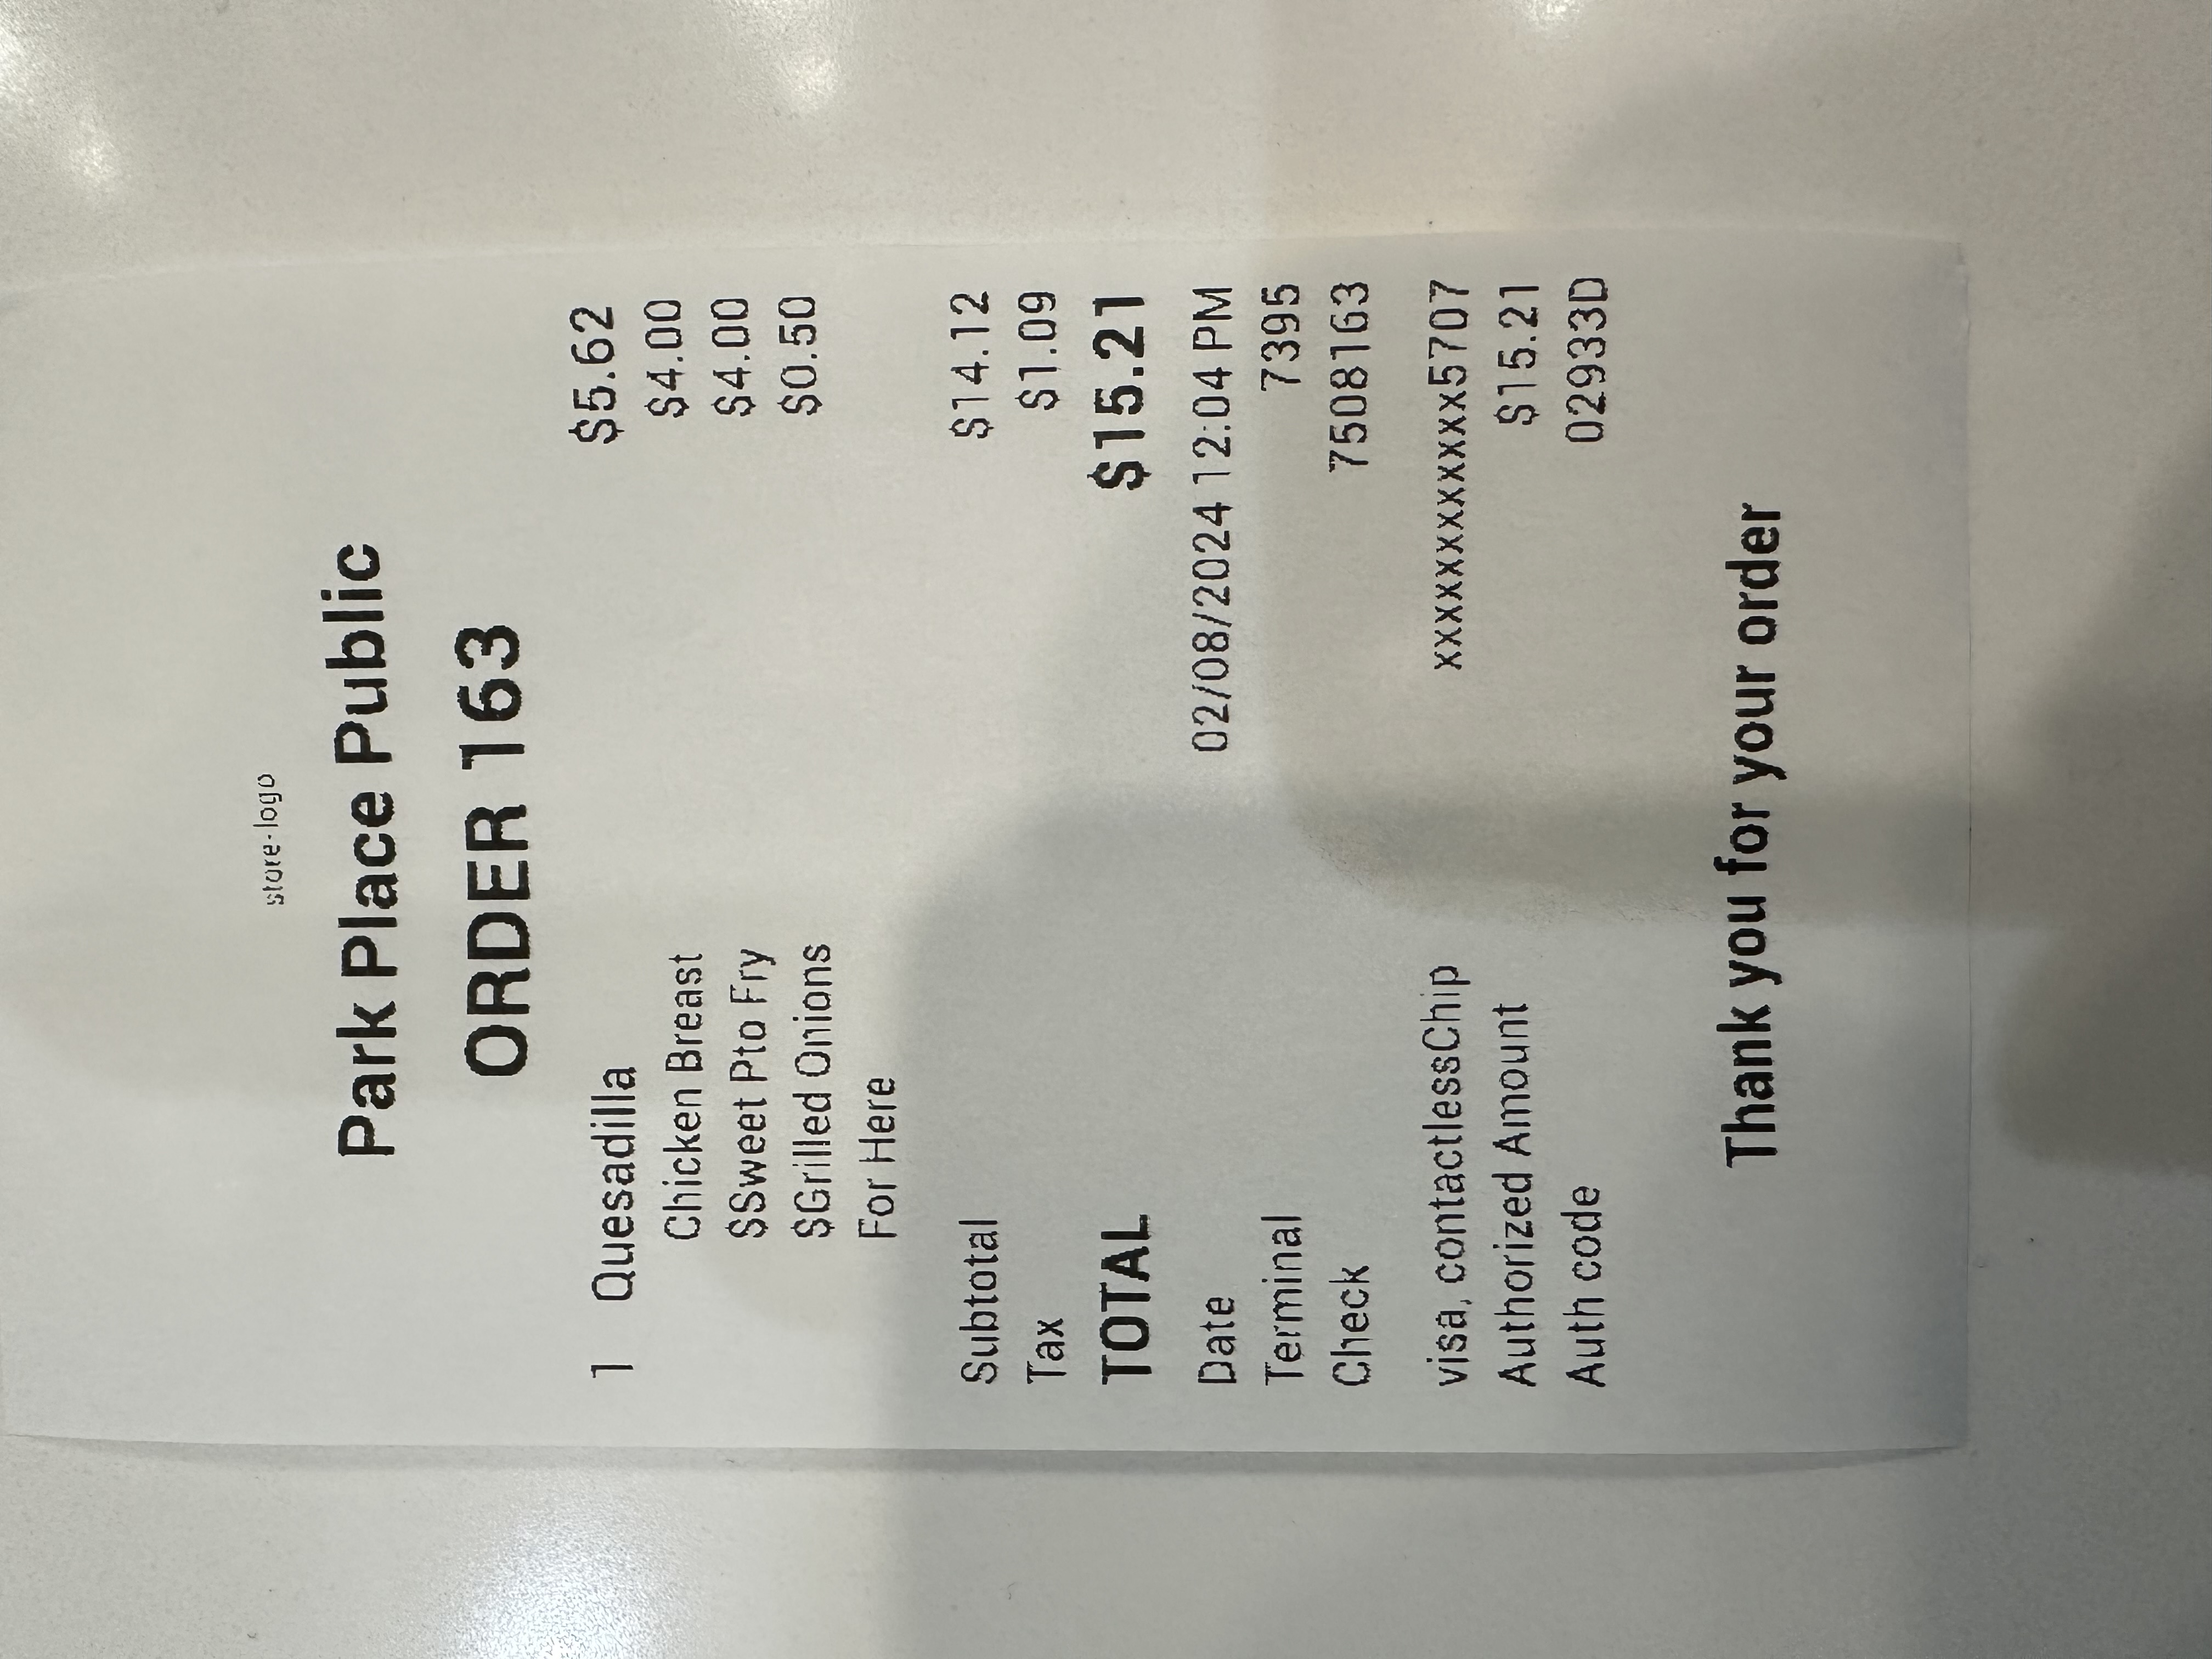 store-logo
Park Place Public
ORDER 163
1 Quesadilla $5.62
Chicken Breast $4.00
$Sweet Pto Fry $4.00
$Grilled Onions $0.50
For Here
Subtotal $14.12
Tax $1.09
TOTAL $15.21
Date 02/08/2024 12:04 PM
Terminal 7395
Check 7508163
visa, contactlessChip xxxxxxxxxxxx5707
Authorized Amount $15.21
Auth code 02933D
Thank you for your order